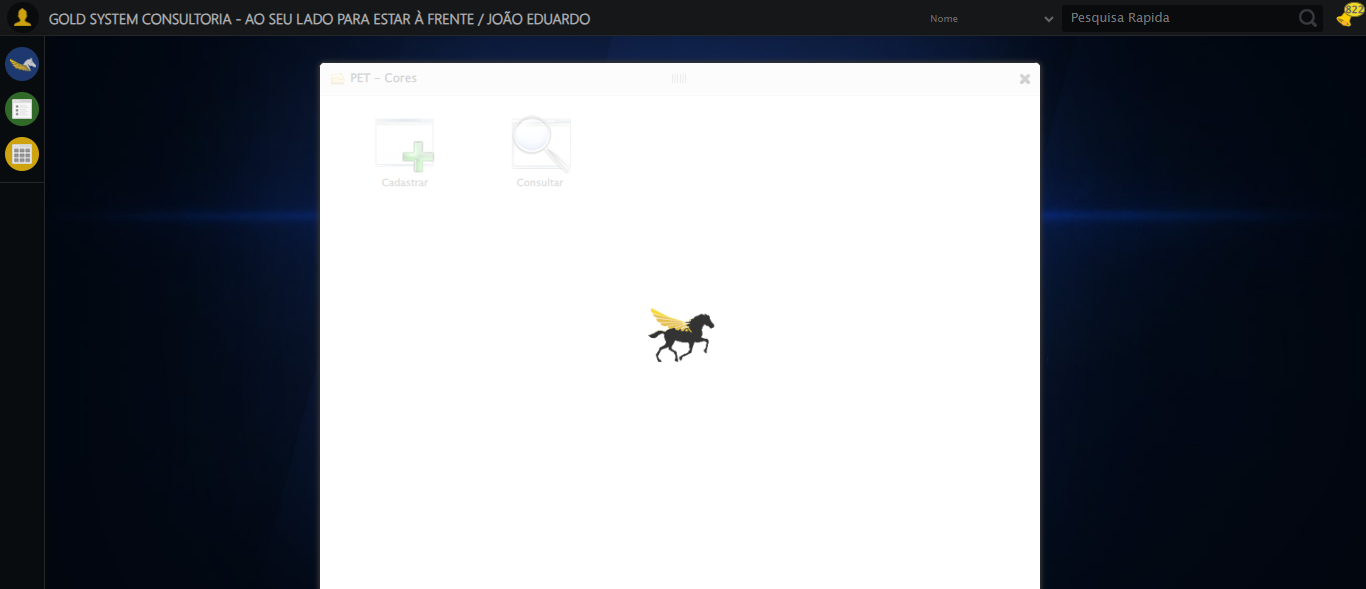 GOLD SYSTEM CONSULTORIA - AO SEU LADO PARA ESTAR À FRENTE / JOÃO EDUARDO
Nome
Pesquisa Rapida
822
PET - Cores
Cadastrar
Consultar